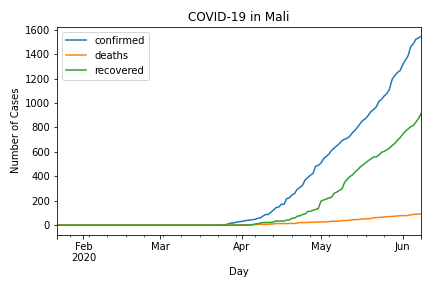 COVID-19 in Mali
confirmed
deaths
recovered
1600
1400
1200
1000
800
600
400
200
0
Number of Cases
Feb
2020
Mar
Apr
May
Jun
Day